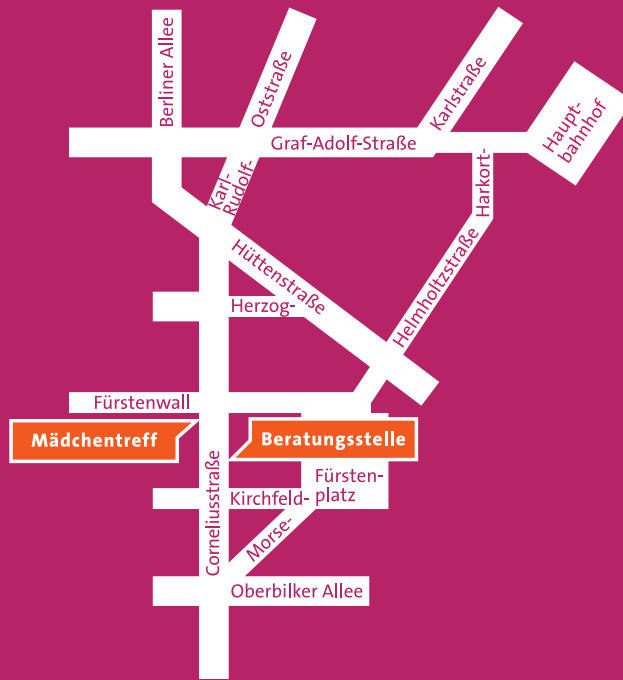 Berliner Allee
Oststraße
Karlstraße
Haupt-
bahnhof
Graf-Adolf-Straße
Harkort-
Karl-
Rudolf-
Hüttenstraße
Helmholtzstraße
Herzog-
Fürstenwall
Mädchentreff
Beratungsstelle
Corneliusstraße
Fürsten-
platz
Kirchfeld-
Morse-
Oberbilker Allee